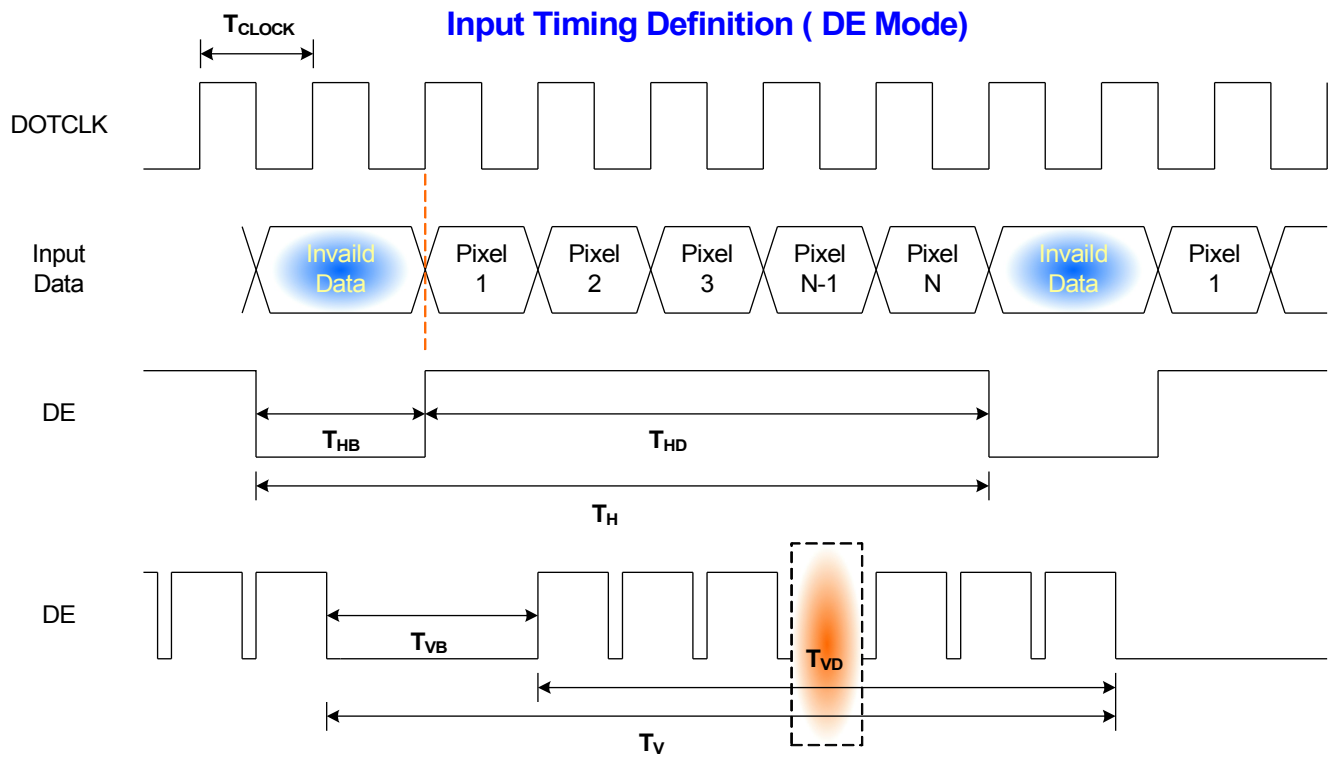 Input Timing Definition ( DE Mode)
TCLOCK
DOTCLK
Input
Data
Invaild
Data
Pixel
1
Pixel
2
Pixel
3
Pixel
N-1
Pixel
N
Invaild
Data
Pixel
1
DE
THB
THD
TH
DE
TVB
TVD
TV